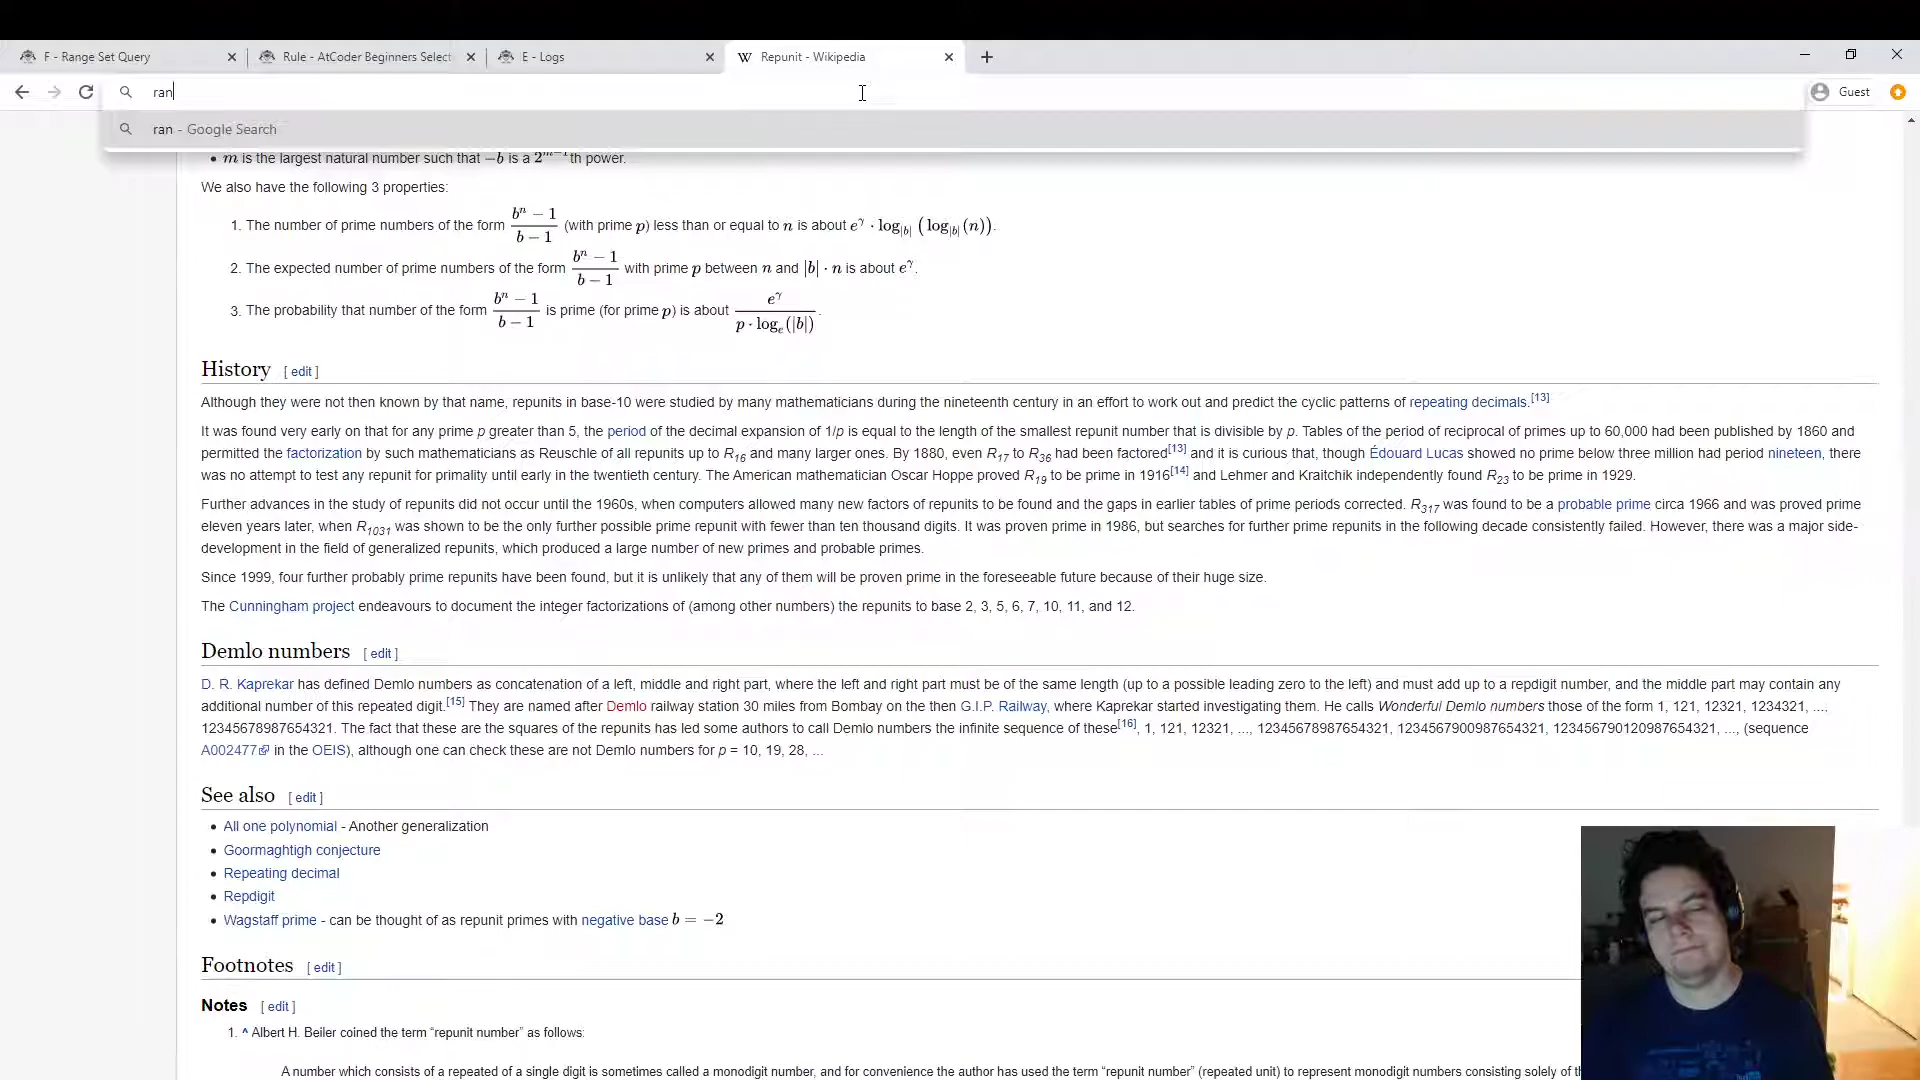 F - Range Set Query
Rule - AtCoder Beginners Select
E - Logs
W Repunit - Wikipedia
ran
Guest
ran - Google Search
• m is the largest natural number such that −b is a 2^{m−1}th power.
We also have the following 3 properties:
1. The number of prime numbers of the form (b^n − 1)/(b − 1) (with prime p) less than or equal to n is about e^γ · log_{|b|}(log_{|b|}(n)).
2. The expected number of prime numbers of the form (b^n − 1)/(b − 1) with prime p between n and |b| · n is about e^γ.
3. The probability that number of the form (b^n − 1)/(b − 1) is prime (for prime p) is about e^γ/(p · log_e(|b|)).
History [ edit ]
Although they were not then known by that name, repunits in base-10 were studied by many mathematicians during the nineteenth century in an effort to work out and predict the cyclic patterns of repeating decimals.[13]
It was found very early on that for any prime p greater than 5, the period of the decimal expansion of 1/p is equal to the length of the smallest repunit number that is divisible by p. Tables of the period of reciprocal of primes up to 60,000 had been published by 1860 and
permitted the factorization by such mathematicians as Reuschle of all repunits up to R16 and many larger ones. By 1880, even R17 to R36 had been factored[13] and it is curious that, though Édouard Lucas showed no prime below three million had period nineteen, there
was no attempt to test any repunit for primality until early in the twentieth century. The American mathematician Oscar Hoppe proved R19 to be prime in 1916[14] and Lehmer and Kraitchik independently found R23 to be prime in 1929.
Further advances in the study of repunits did not occur until the 1960s, when computers allowed many new factors of repunits to be found and the gaps in earlier tables of prime periods corrected. R317 was found to be a probable prime circa 1966 and was proved prime
eleven years later, when R1031 was shown to be the only further possible prime repunit with fewer than ten thousand digits. It was proven prime in 1986, but searches for further prime repunits in the following decade consistently failed. However, there was a major side-
development in the field of generalized repunits, which produced a large number of new primes and probable primes.
Since 1999, four further probably prime repunits have been found, but it is unlikely that any of them will be proven prime in the foreseeable future because of their huge size.
The Cunningham project endeavours to document the integer factorizations of (among other numbers) the repunits to base 2, 3, 5, 6, 7, 10, 11, and 12.
Demlo numbers [ edit ]
D. R. Kaprekar has defined Demlo numbers as concatenation of a left, middle and right part, where the left and right part must be of the same length (up to a possible leading zero to the left) and must add up to a repdigit number, and the middle part may contain any
additional number of this repeated digit.[15] They are named after Demlo railway station 30 miles from Bombay on the then G.I.P. Railway, where Kaprekar started investigating them. He calls Wonderful Demlo numbers those of the form 1, 121, 12321, 1234321, ...,
12345678987654321. The fact that these are the squares of the repunits has led some authors to call Demlo numbers the infinite sequence of these[16], 1, 121, 12321, ..., 12345678987654321, 1234567900987654321, 123456790120987654321, ..., (sequence
A002477 in the OEIS), although one can check these are not Demlo numbers for p = 10, 19, 28, ...
See also [ edit ]
• All one polynomial - Another generalization
• Goormaghtigh conjecture
• Repeating decimal
• Repdigit
• Wagstaff prime - can be thought of as repunit primes with negative base b = −2
Footnotes [ edit ]
Notes [ edit ]
1. ^ Albert H. Beiler coined the term “repunit number” as follows:
A number which consists of a repeated of a single digit is sometimes called a monodigit number, and for convenience the author has used the term “repunit number” (repeated unit) to represent monodigit numbers consisting solely of